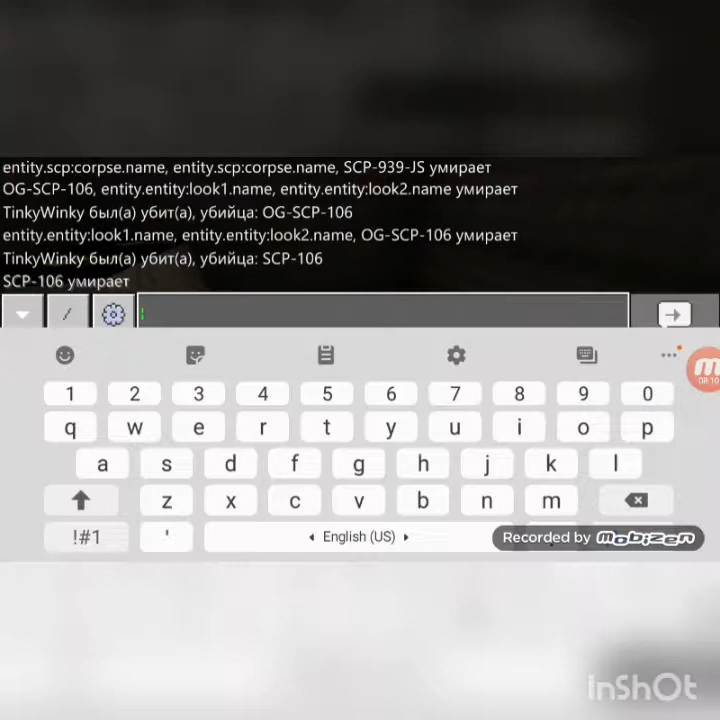 entity.scp:corpse.name, entity.scp:corpse.name, SCP-939-JS умирает
OG-SCP-106, entity.entity:look1.name, entity.entity:look2.name умирает
TinkyWinky был(а) убит(а), убийца: OG-SCP-106
entity.entity:look1.name, entity.entity:look2.name, OG-SCP-106 умирает
TinkyWinky был(а) убит(а), убийца: SCP-106
SCP-106 умирает
/
1 2 3 4 5 6 7 8 9 0
q w e r t y u i o p
08:10
a s d f g h j k l
z x c v b n m
!#1 ' English (US)
Recorded by Mobizen
InShOt